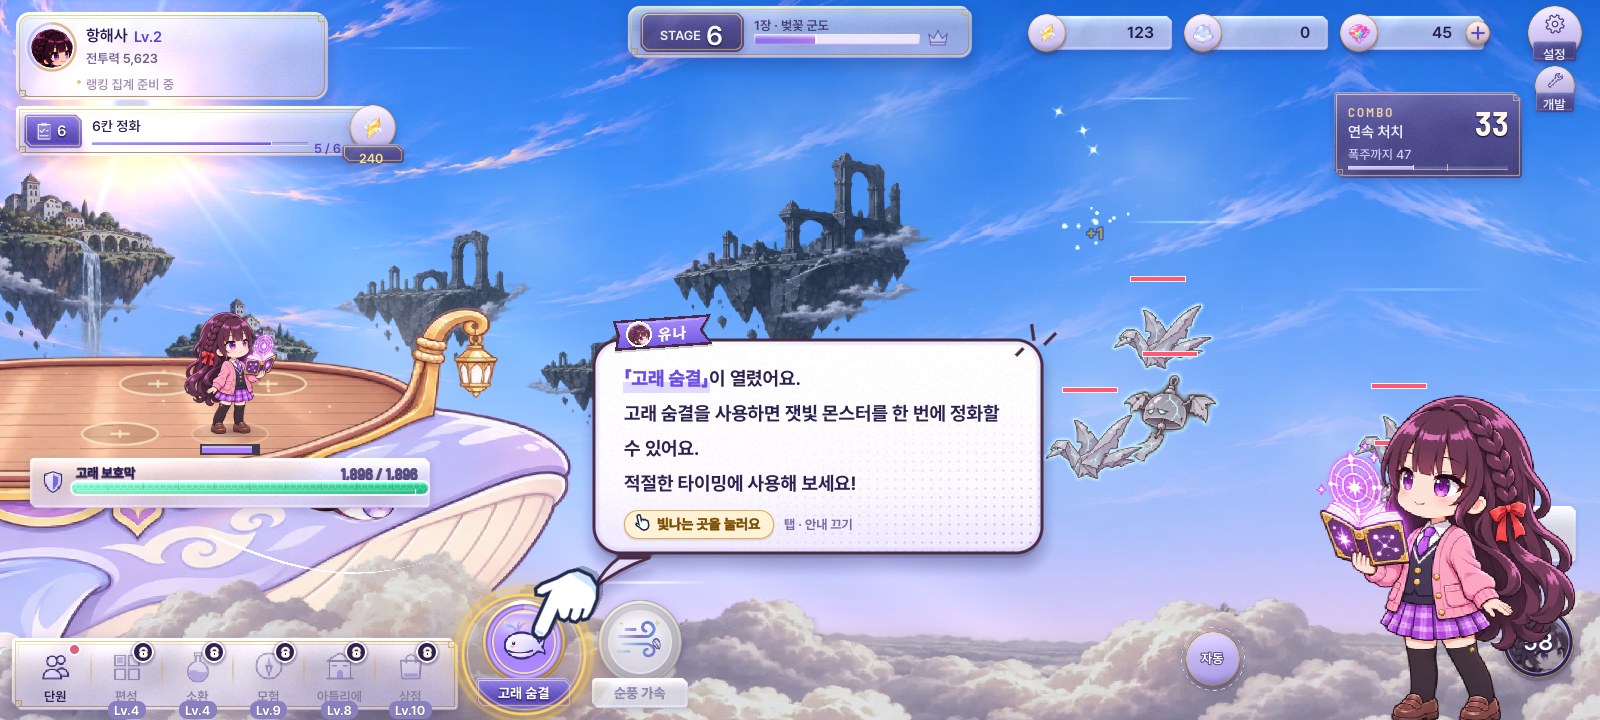 항해사 Lv.2
전투력 5,623
랭킹 집계 준비 중
6
6칸 정화
5 / 6
240
STAGE 6
1장 · 벚꽃 군도
123
0
45
설정
개발
COMBO
연속 처치
33
폭주까지 47
+1
유나
『고래 숨결』이 열렸어요.
고래 숨결을 사용하면 잿빛 몬스터를 한 번에 정화할
수 있어요.
적절한 타이밍에 사용해 보세요!
빛나는 곳을 눌러요
탭 · 안내 끄기
고래 보호막
1,896 / 1,896
단원
편성
Lv.4
소환
Lv.4
모험
Lv.9
아틀리에
Lv.8
상점
Lv.10
고래 숨결
순풍 가속
자동